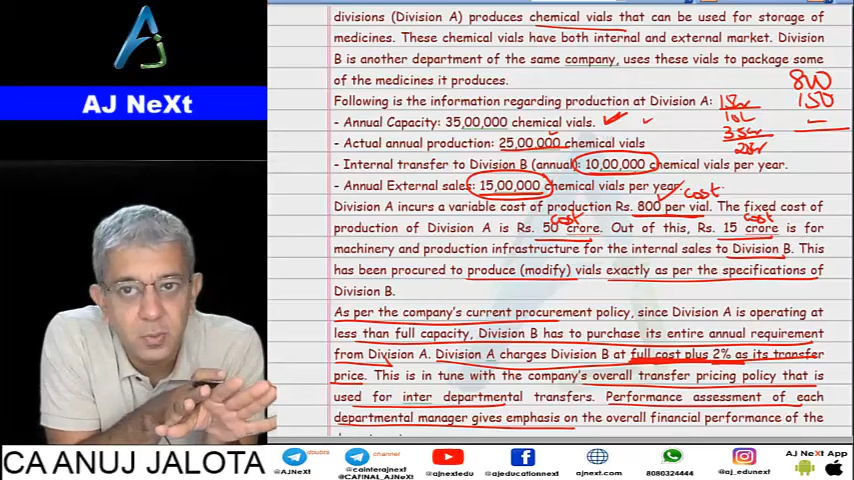 divisions (Division A) produces chemical vials that can be used for storage of
medicines. These chemical vials have both internal and external market. Division
B is another department of the same company, uses these vials to package some
of the medicines it produces.
Following is the information regarding production at Division A:
- Annual Capacity: 35,00,000 chemical vials.
- Actual annual production: 25,00 000 chemical vials
- Internal transfer to Division B (annual): 10,00,000 chemical vials per year.
- Annual External sales: 15,00,000 chemical vials per year.
Division A incurs a variable cost of production Rs. 800 per vial. The fixed cost of
production of Division A is Rs. 50 crore. Out of this, Rs. 15 crore is for
machinery and production infrastructure for the internal sales to Division B. This
has been procured to produce (modify) vials exactly as per the specifications of
Division B.
As per the company's current procurement policy, since Division A is operating at
less than full capacity, Division B has to purchase its entire annual requirement
from Division A. Division A charges Division B at full cost plus 2% as its transfer
price. This is in tune with the company's overall transfer pricing policy that is
used for inter departmental transfers. Performance assessment of each
departmental manager gives emphasis on the overall financial performance of the
800
150
15cr
10L
35cr
cost
cost
cost
AJ NeXt
CA ANUJ JALOTA
doubts
/AJNeXt
channel
/cainterajnext
/CAFINAL_AJNeXt
/ajnextedu
/ajeducationnext
ajnext.com
8080324444
@aj_edunext
AJ NeXt App